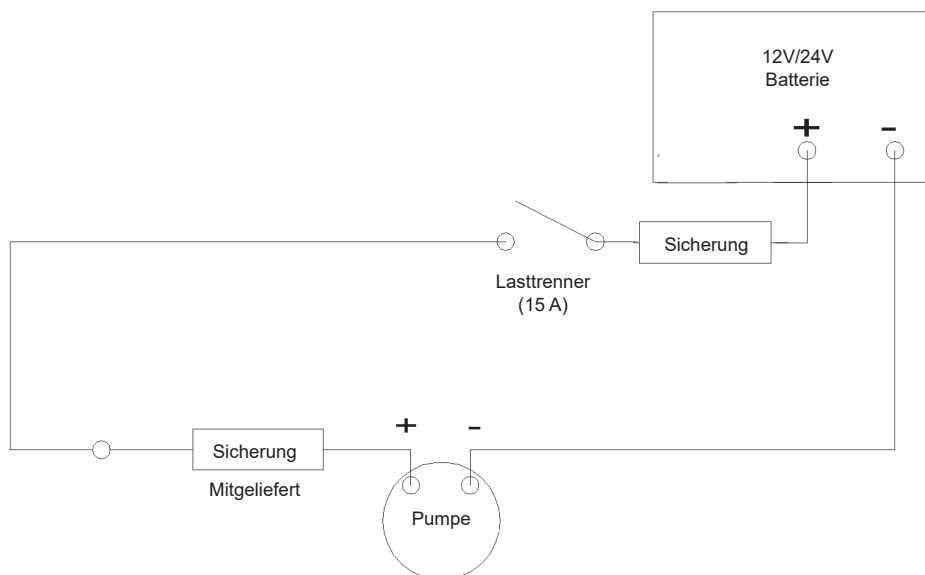 12V/24V
Batterie
+ -
Sicherung
Lasttrenner
(15 A)
+ -
Sicherung
Mitgeliefert
Pumpe